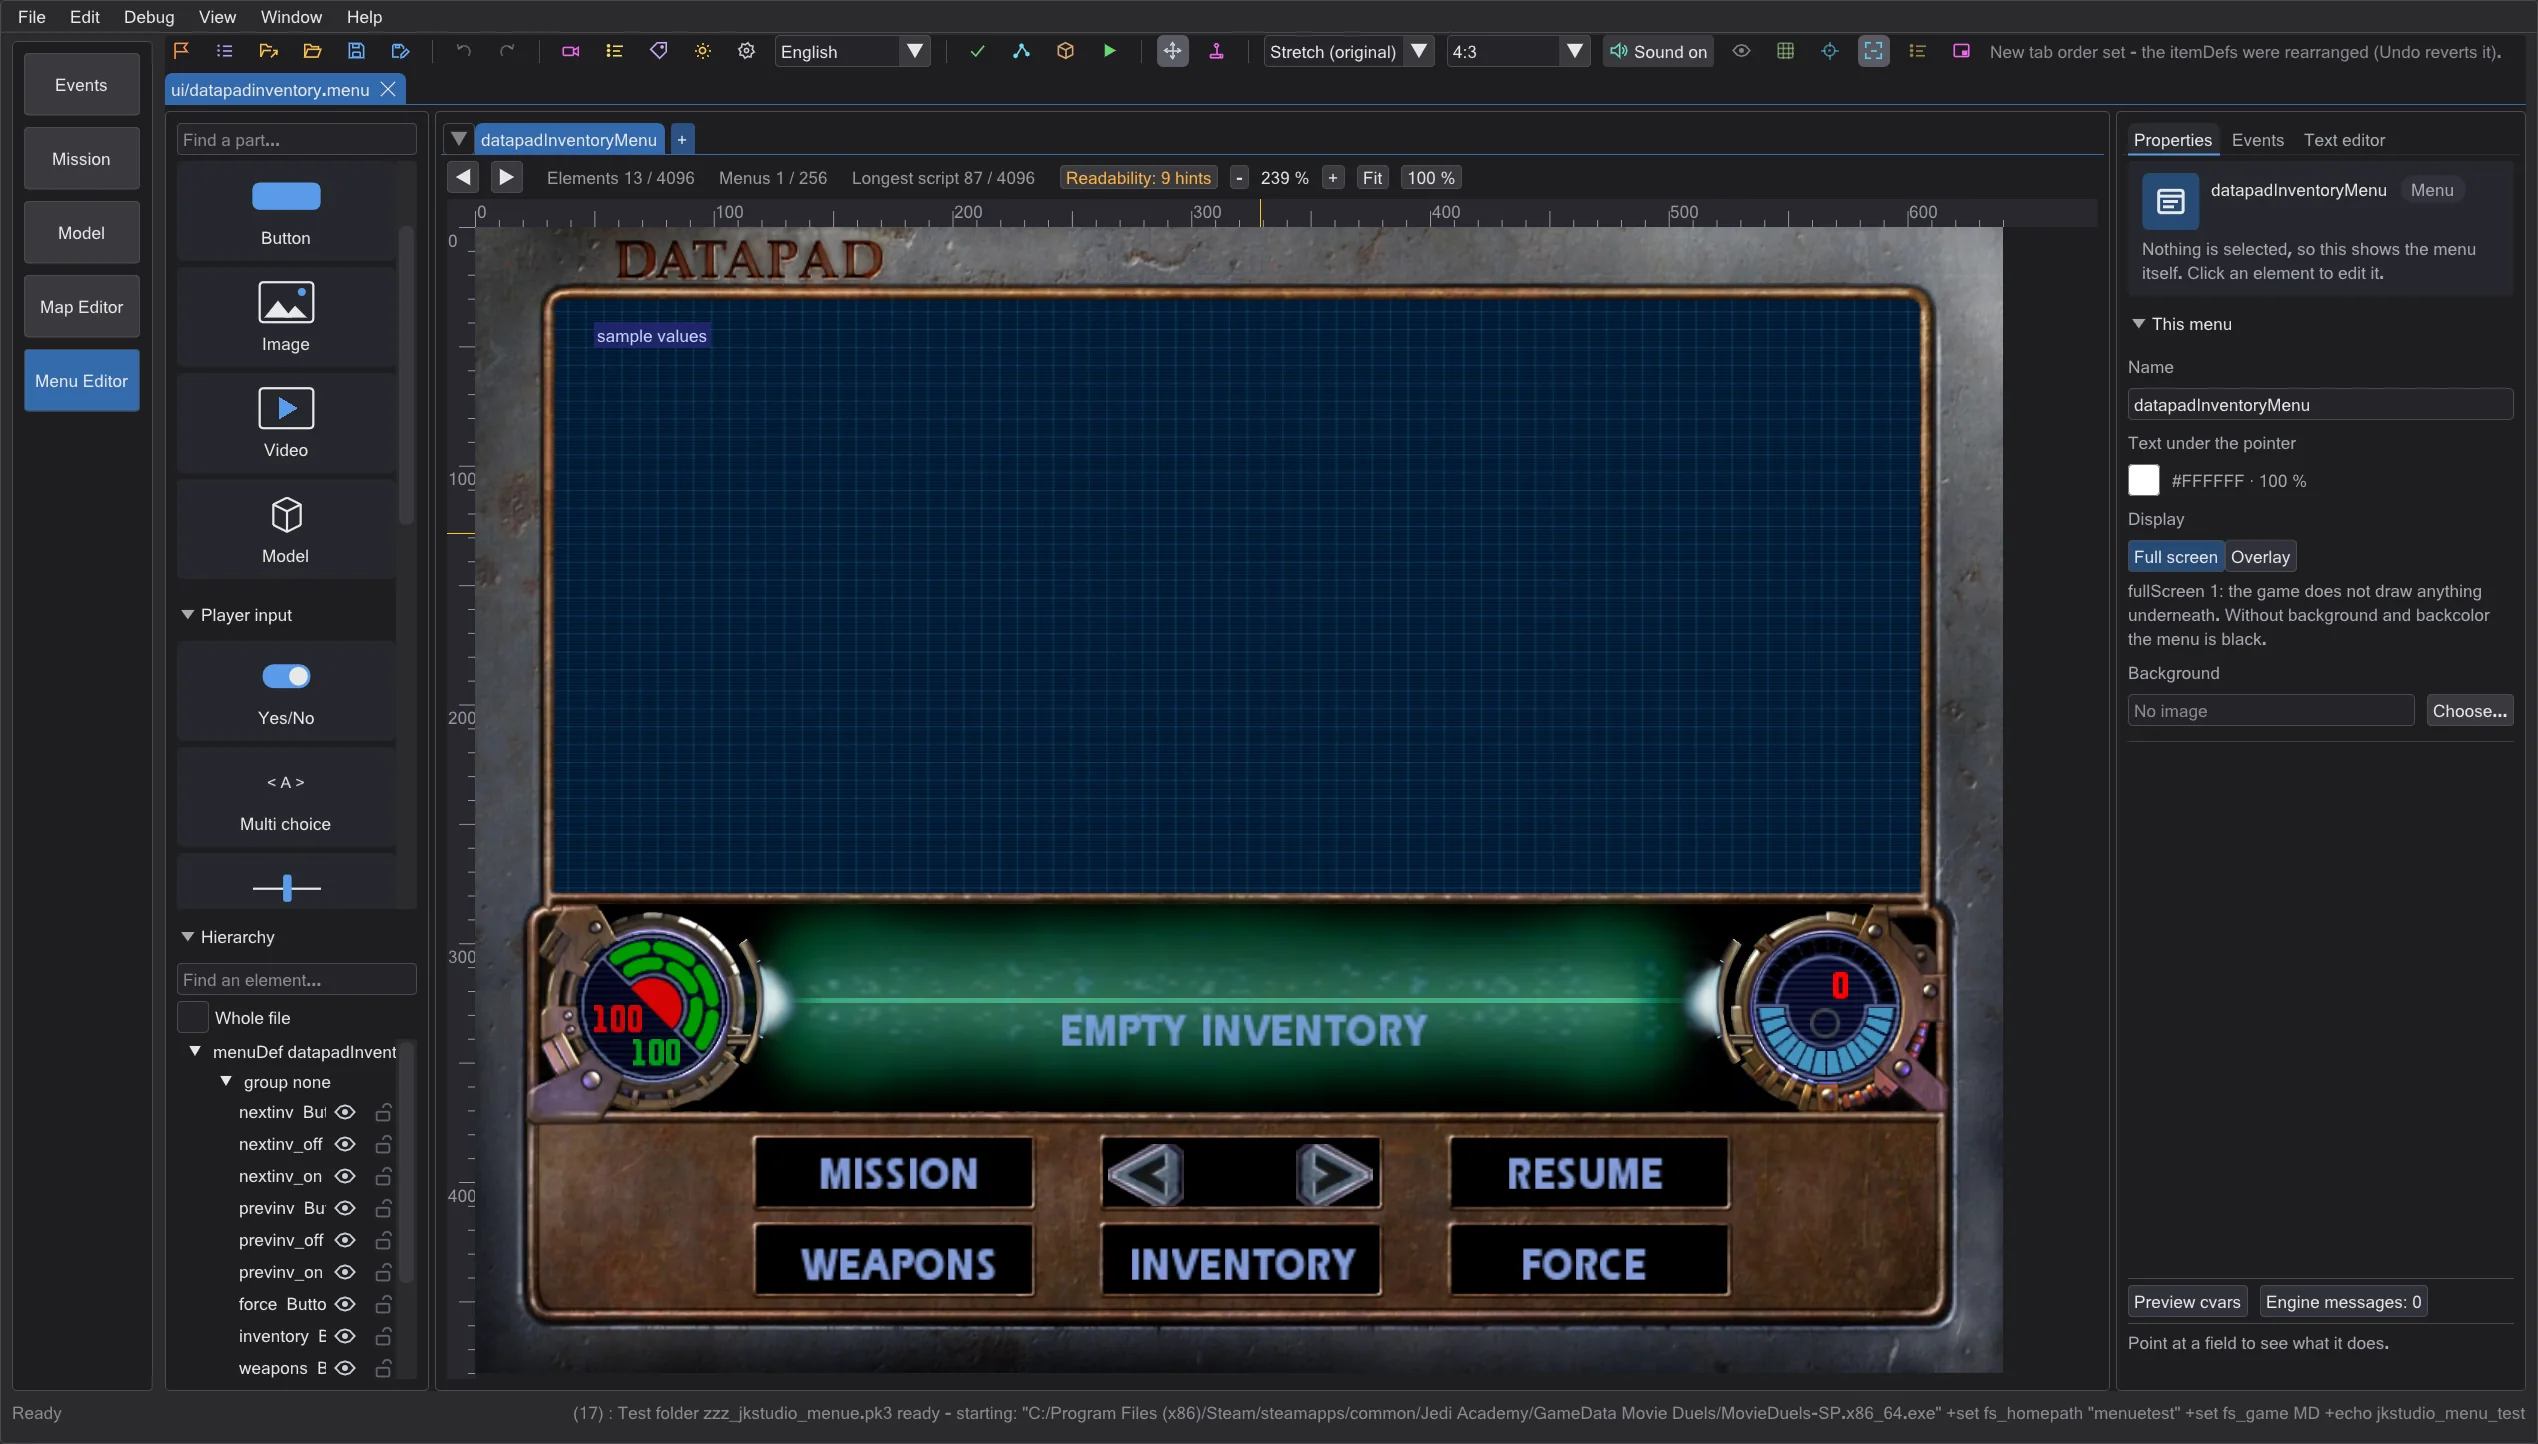 File Edit Debug View Window Help
English
Stretch (original)
4:3
Sound on
New tab order set - the itemDefs were rearranged (Undo reverts it).
Events
Mission
Model
Map Editor
Menu Editor
ui/datapadinventory.menu
Find a part...
Button
Image
Video
Model
Player input
Yes/No
< A >
Multi choice
Hierarchy
Find an element...
Whole file
menuDef datapadInvent
group none
nextinv But
nextinv_off
nextinv_on
previnv Bu
previnv_off
previnv_on
force Butto
inventory B
weapons B
datapadInventoryMenu +
Elements 13 / 4096 Menus 1 / 256 Longest script 87 / 4096 Readability: 9 hints - 239 % + Fit 100 %
0 100 200 300 400 500 600
0
100
200
300
400
DATAPAD
sample values
100
100
0
EMPTY INVENTORY
MISSION
RESUME
WEAPONS
INVENTORY
FORCE
Properties Events Text editor
datapadInventoryMenu Menu
Nothing is selected, so this shows the menu
itself. Click an element to edit it.
This menu
Name
datapadInventoryMenu
Text under the pointer
#FFFFFF · 100 %
Display
Full screen Overlay
fullScreen 1: the game does not draw anything
underneath. Without background and backcolor
the menu is black.
Background
No image Choose...
Preview cvars Engine messages: 0
Point at a field to see what it does.
Ready
(17) : Test folder zzz_jkstudio_menue.pk3 ready - starting: "C:/Program Files (x86)/Steam/steamapps/common/Jedi Academy/GameData Movie Duels/MovieDuels-SP.x86_64.exe" +set fs_homepath "menuetest" +set fs_game MD +echo jkstudio_menu_test